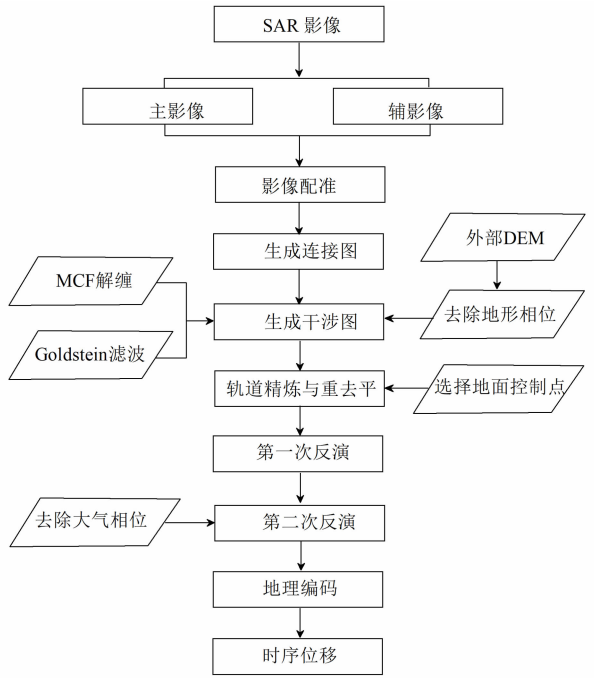 SAR 影像
主影像
辅影像
影像配准
外部DEM
生成连接图
MCF解缠
去除地形相位
生成干涉图
Goldstein滤波
轨道精炼与重去平
选择地面控制点
第一次反演
去除大气相位
第二次反演
地理编码
时序位移